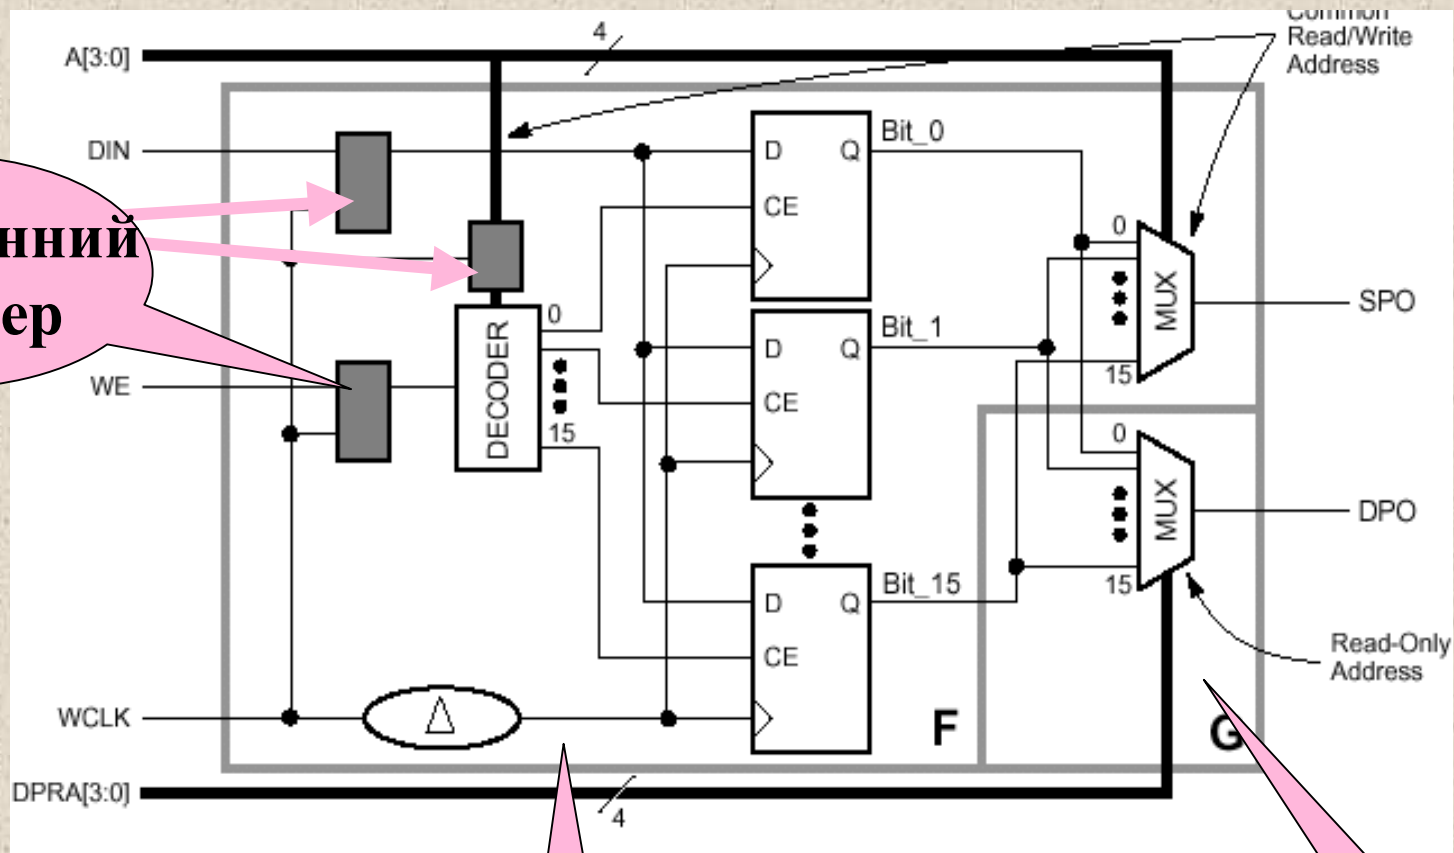 4
Common
Read/Write
Address
A[3:0]
DIN
D Q
Bit_0
CE
0
MUX
SPO
15
нний
ер
WE
DECODER
0
15
D Q
Bit_1
CE
0
MUX
DPO
15
D Q
Bit_15
CE
Read-Only
Address
WCLK
Δ
F
G
DPRA[3:0]
4